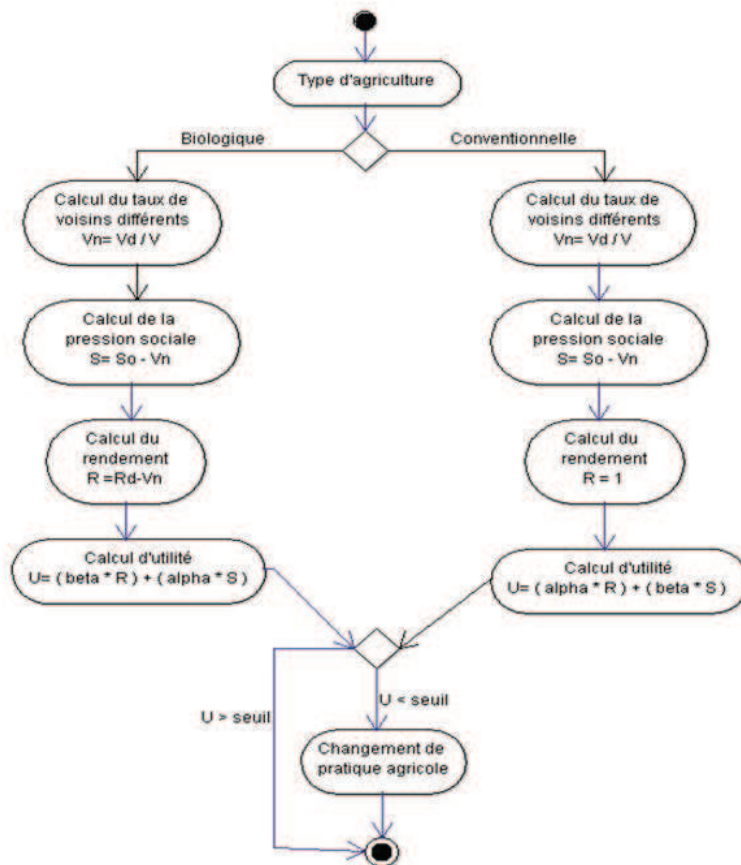 Type d'agriculture
Biologique
Conventionnelle
Calcul du taux de
voisins différents
Vn= Vd / V
Calcul de la
pression sociale
S= So - Vn
Calcul du
rendement
R =Rd-Vn
Calcul d'utilité
U= ( beta * R ) + ( alpha * S )
Calcul du taux de
voisins différents
Vn= Vd / V
Calcul de la
pression sociale
S= So - Vn
Calcul du
rendement
R = 1
Calcul d'utilité
U= ( alpha * R ) + ( beta * S )
U > seuil
U < seuil
Changement de
pratique agricole